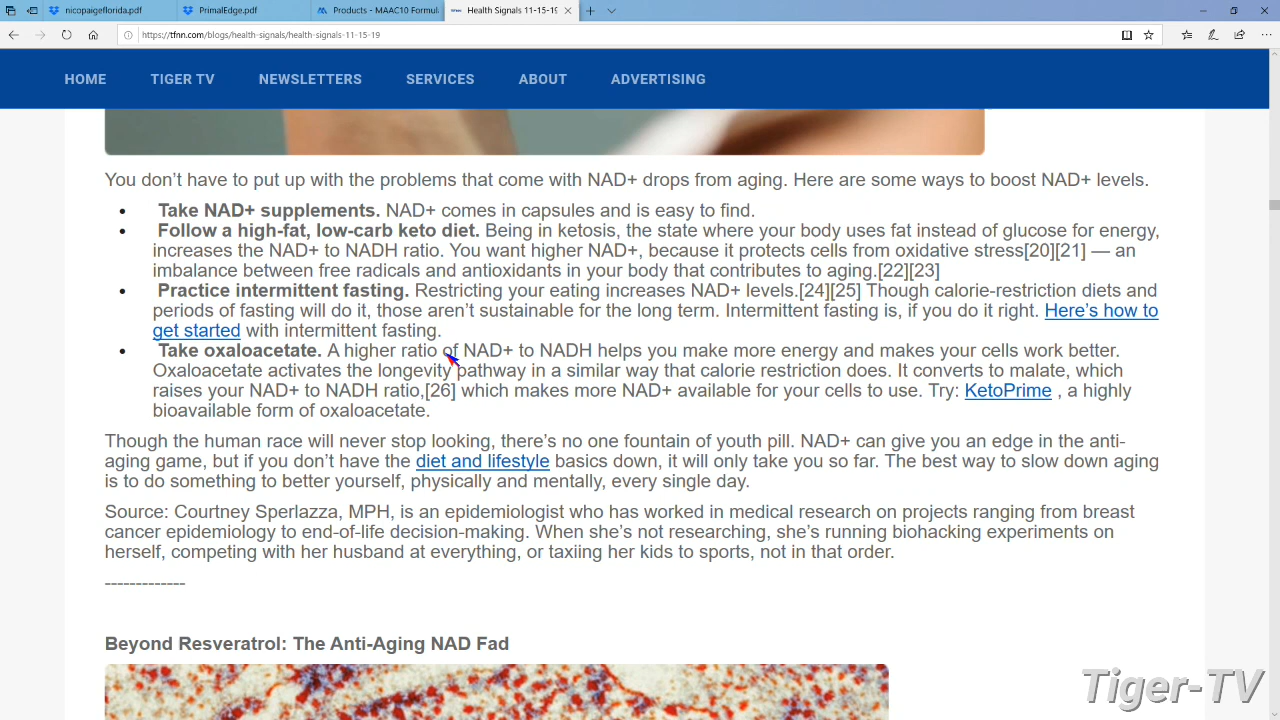 nicopaigeflorida.pdf
PrimalEdge.pdf
Products - MAAC10 Formula
Health Signals 11-15-19
https://tfnn.com/blogs/health-signals/health-signals-11-15-19
HOME TIGER TV NEWSLETTERS SERVICES ABOUT ADVERTISING
You don’t have to put up with the problems that come with NAD+ drops from aging. Here are some ways to boost NAD+ levels.
• Take NAD+ supplements. NAD+ comes in capsules and is easy to find.
• Follow a high-fat, low-carb keto diet. Being in ketosis, the state where your body uses fat instead of glucose for energy,
increases the NAD+ to NADH ratio. You want higher NAD+, because it protects cells from oxidative stress[20][21] — an
imbalance between free radicals and antioxidants in your body that contributes to aging.[22][23]
• Practice intermittent fasting. Restricting your eating increases NAD+ levels.[24][25] Though calorie-restriction diets and
periods of fasting will do it, those aren’t sustainable for the long term. Intermittent fasting is, if you do it right. Here’s how to
get started with intermittent fasting.
• Take oxaloacetate. A higher ratio of NAD+ to NADH helps you make more energy and makes your cells work better.
Oxaloacetate activates the longevity pathway in a similar way that calorie restriction does. It converts to malate, which
raises your NAD+ to NADH ratio,[26] which makes more NAD+ available for your cells to use. Try: KetoPrime , a highly
bioavailable form of oxaloacetate.
Though the human race will never stop looking, there’s no one fountain of youth pill. NAD+ can give you an edge in the anti-
aging game, but if you don’t have the diet and lifestyle basics down, it will only take you so far. The best way to slow down aging
is to do something to better yourself, physically and mentally, every single day.
Source: Courtney Sperlazza, MPH, is an epidemiologist who has worked in medical research on projects ranging from breast
cancer epidemiology to end-of-life decision-making. When she’s not researching, she’s running biohacking experiments on
herself, competing with her husband at everything, or taxiing her kids to sports, not in that order.
-------------
Beyond Resveratrol: The Anti-Aging NAD Fad
Tiger-TV